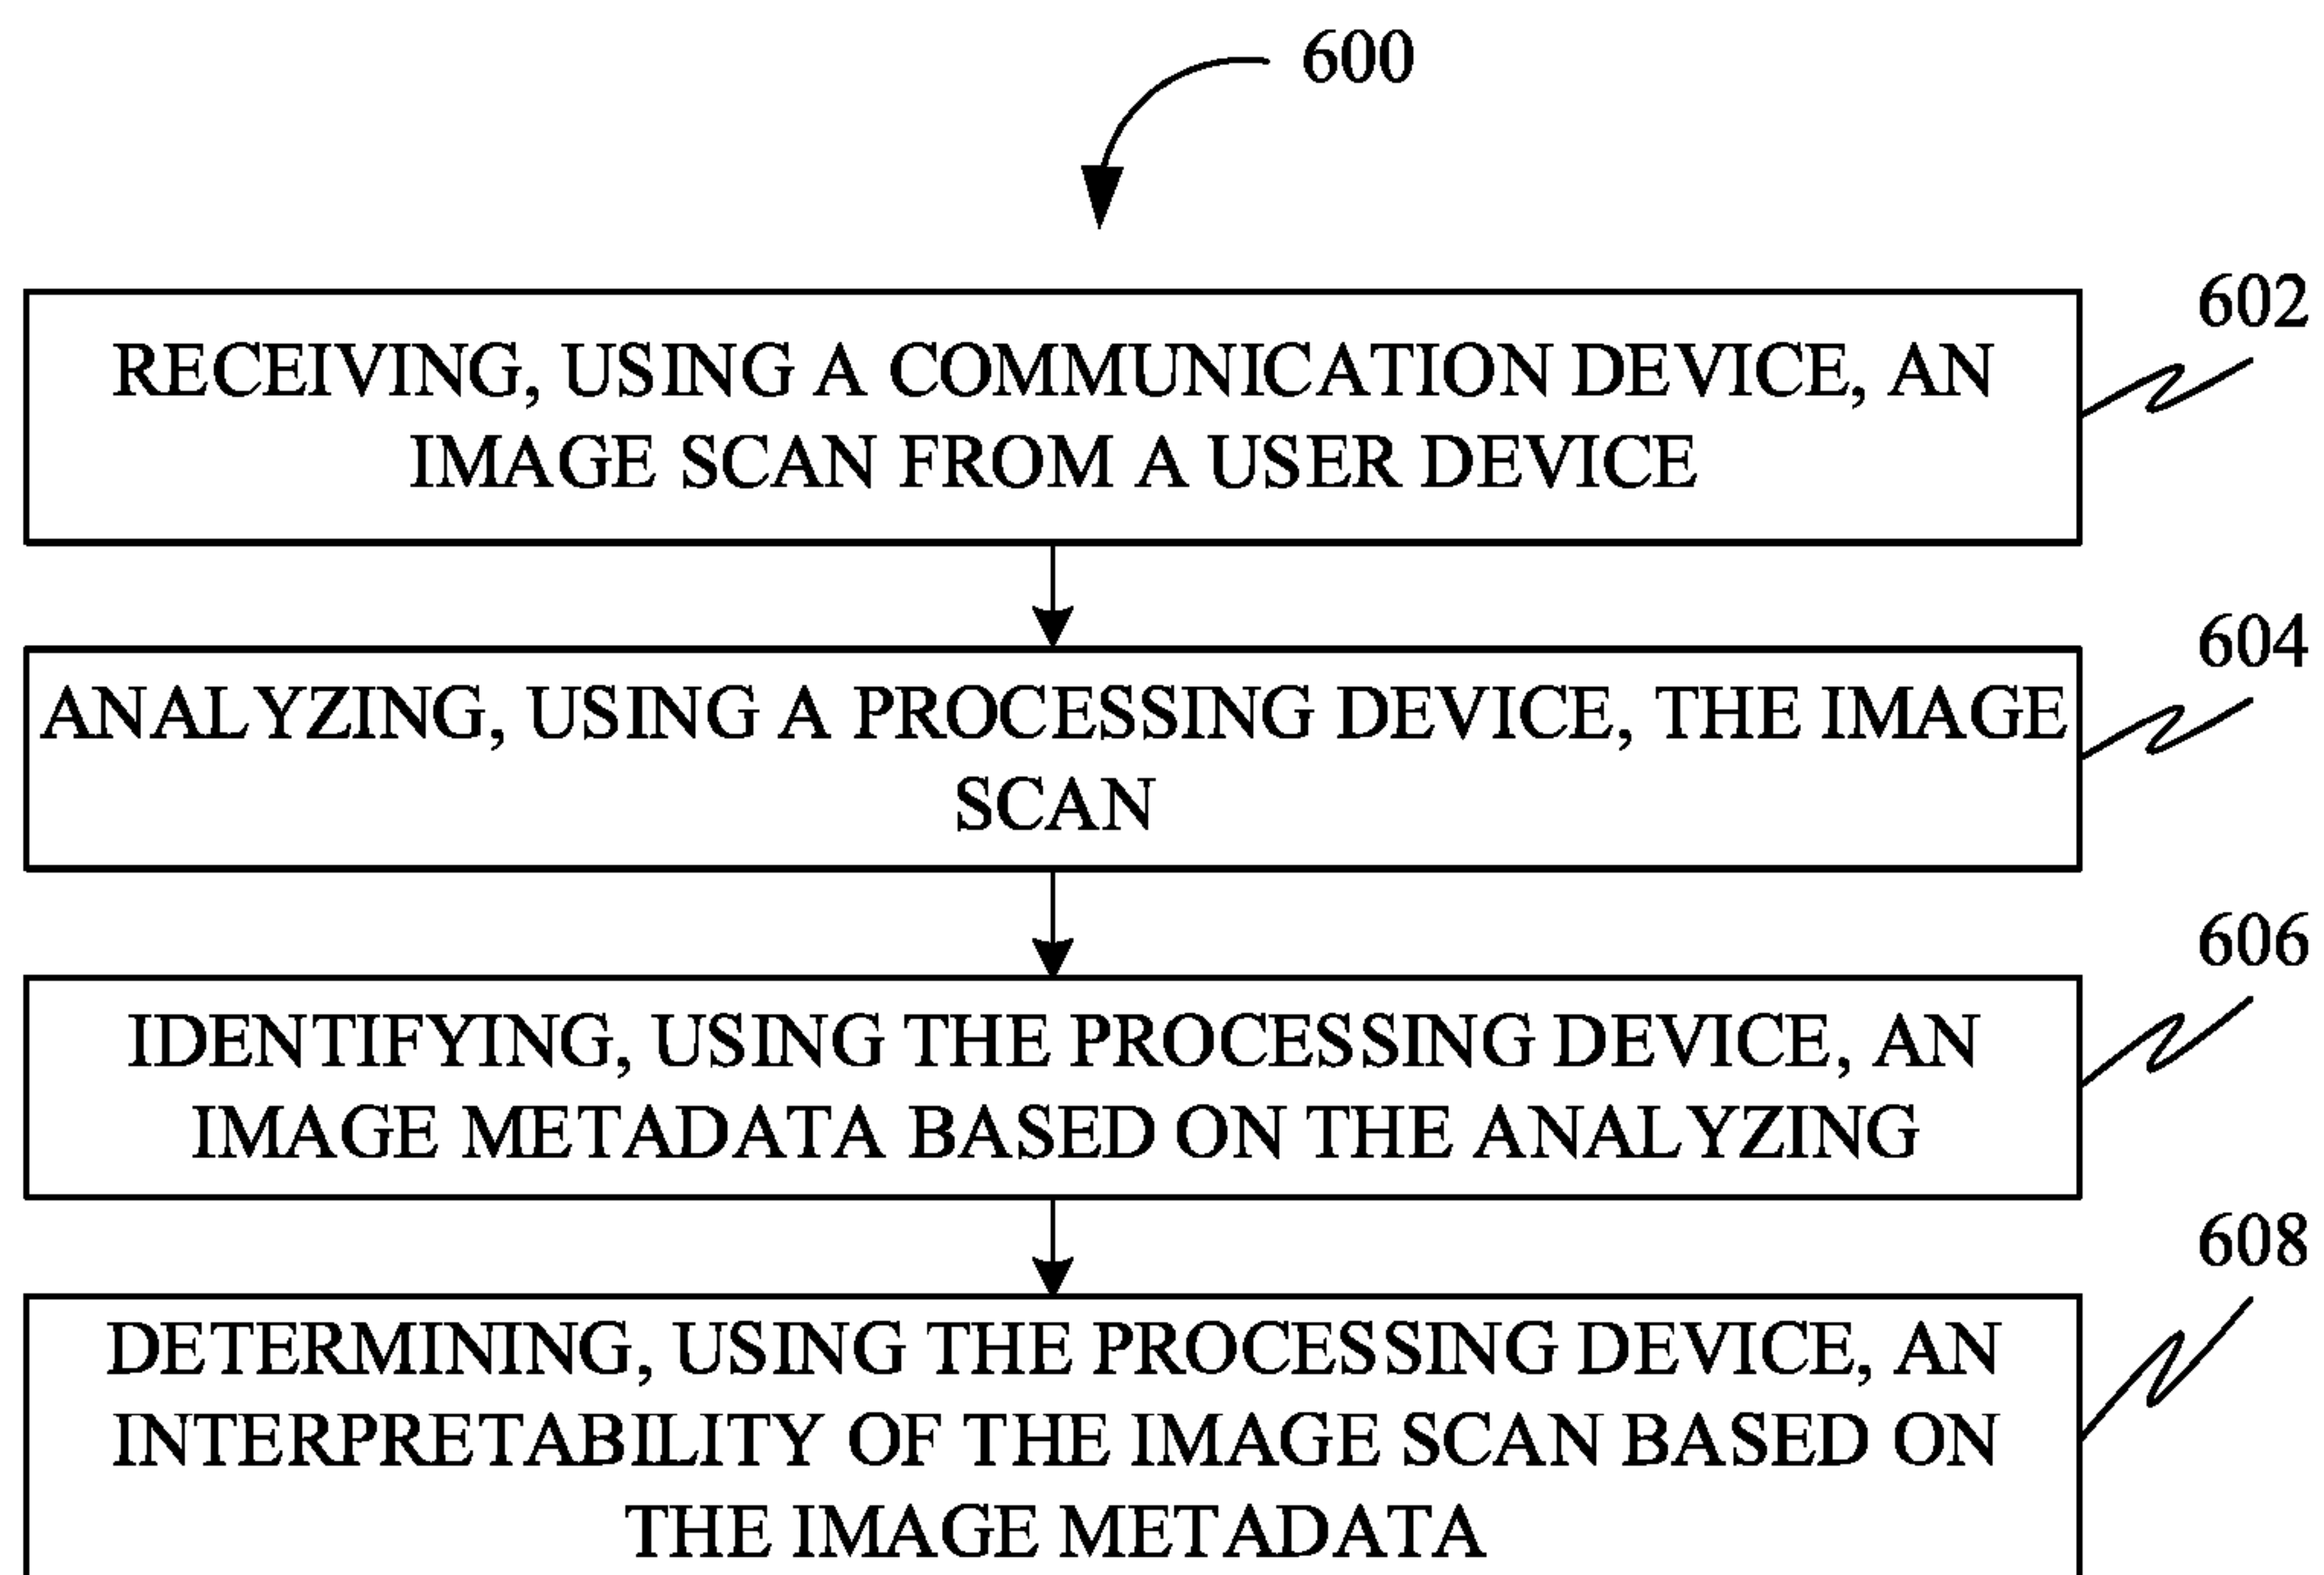 600
602
RECEIVING, USING A COMMUNICATION DEVICE, AN
IMAGE SCAN FROM A USER DEVICE
604
ANALYZING, USING A PROCESSING DEVICE, THE IMAGE
SCAN
606
IDENTIFYING, USING THE PROCESSING DEVICE, AN
IMAGE METADATA BASED ON THE ANALYZING
608
DETERMINING, USING THE PROCESSING DEVICE, AN
INTERPRETABILITY OF THE IMAGE SCAN BASED ON
THE IMAGE METADATA